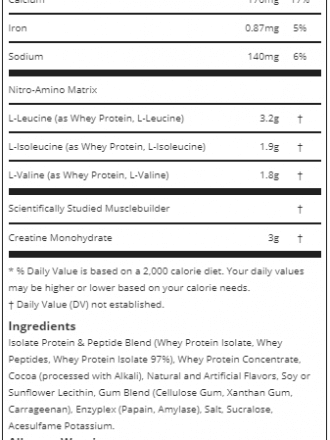 Calcium 170mg 17%
Iron 0.87mg 5%
Sodium 140mg 6%
Nitro-Amino Matrix
L-Leucine (as Whey Protein, L-Leucine) 3.2g †
L-Isoleucine (as Whey Protein, L-Isoleucine) 1.9g †
L-Valine (as Whey Protein, L-Valine) 1.8g †
Scientifically Studied Musclebuilder †
Creatine Monohydrate 3g †
* % Daily Value is based on a 2,000 calorie diet. Your daily values
may be higher or lower based on your calorie needs.
† Daily Value (DV) not established.
Ingredients
Isolate Protein & Peptide Blend (Whey Protein Isolate, Whey
Peptides, Whey Protein Isolate 97%), Whey Protein Concentrate,
Cocoa (processed with Alkali), Natural and Artificial Flavors, Soy or
Sunflower Lecithin, Gum Blend (Cellulose Gum, Xanthan Gum,
Carrageenan), Enzyplex (Papain, Amylase), Salt, Sucralose,
Acesulfame Potassium.